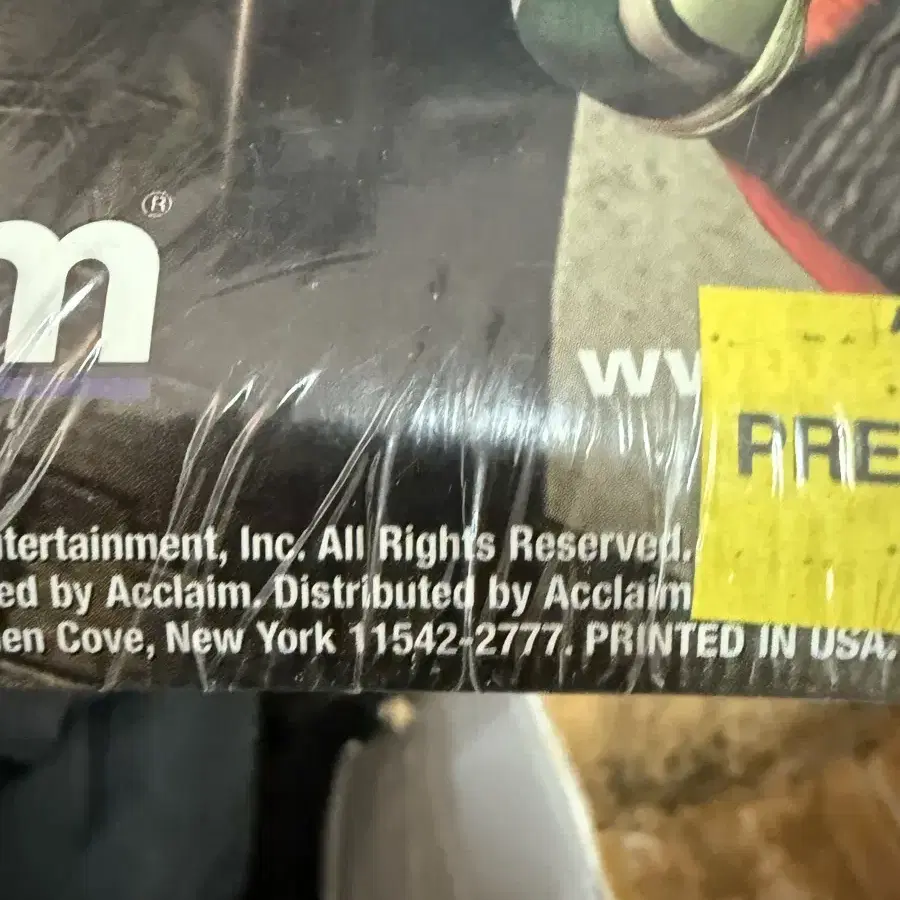 m®
ww
PRE
tertainment, Inc. All Rights Reserved.
ed by Acclaim. Distributed by Acclaim
en Cove, New York 11542-2777. PRINTED IN USA.